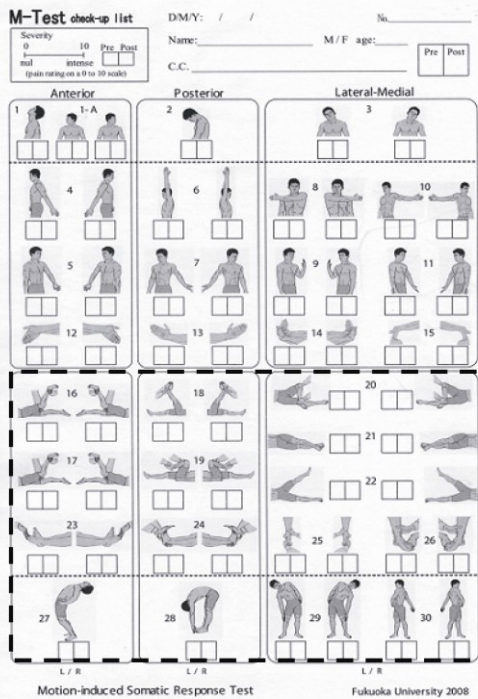 M-Test check-up list D/M/Y: / / No.
Severity
0 10 Pre Post
nul intense
(pain rating on a 0 to 10 scale)
Name: M / F age:
Pre Post
C.C.
Anterior Posterior Lateral-Medial
1 1-A 2 3
4 6 8 10
5 7 9 11
12 13 14 15
16 18 20
17 19 21
22
23 24 25 26
27 28 29 30
L / R L / R L / R
Motion-induced Somatic Response Test Fukuoka University 2008